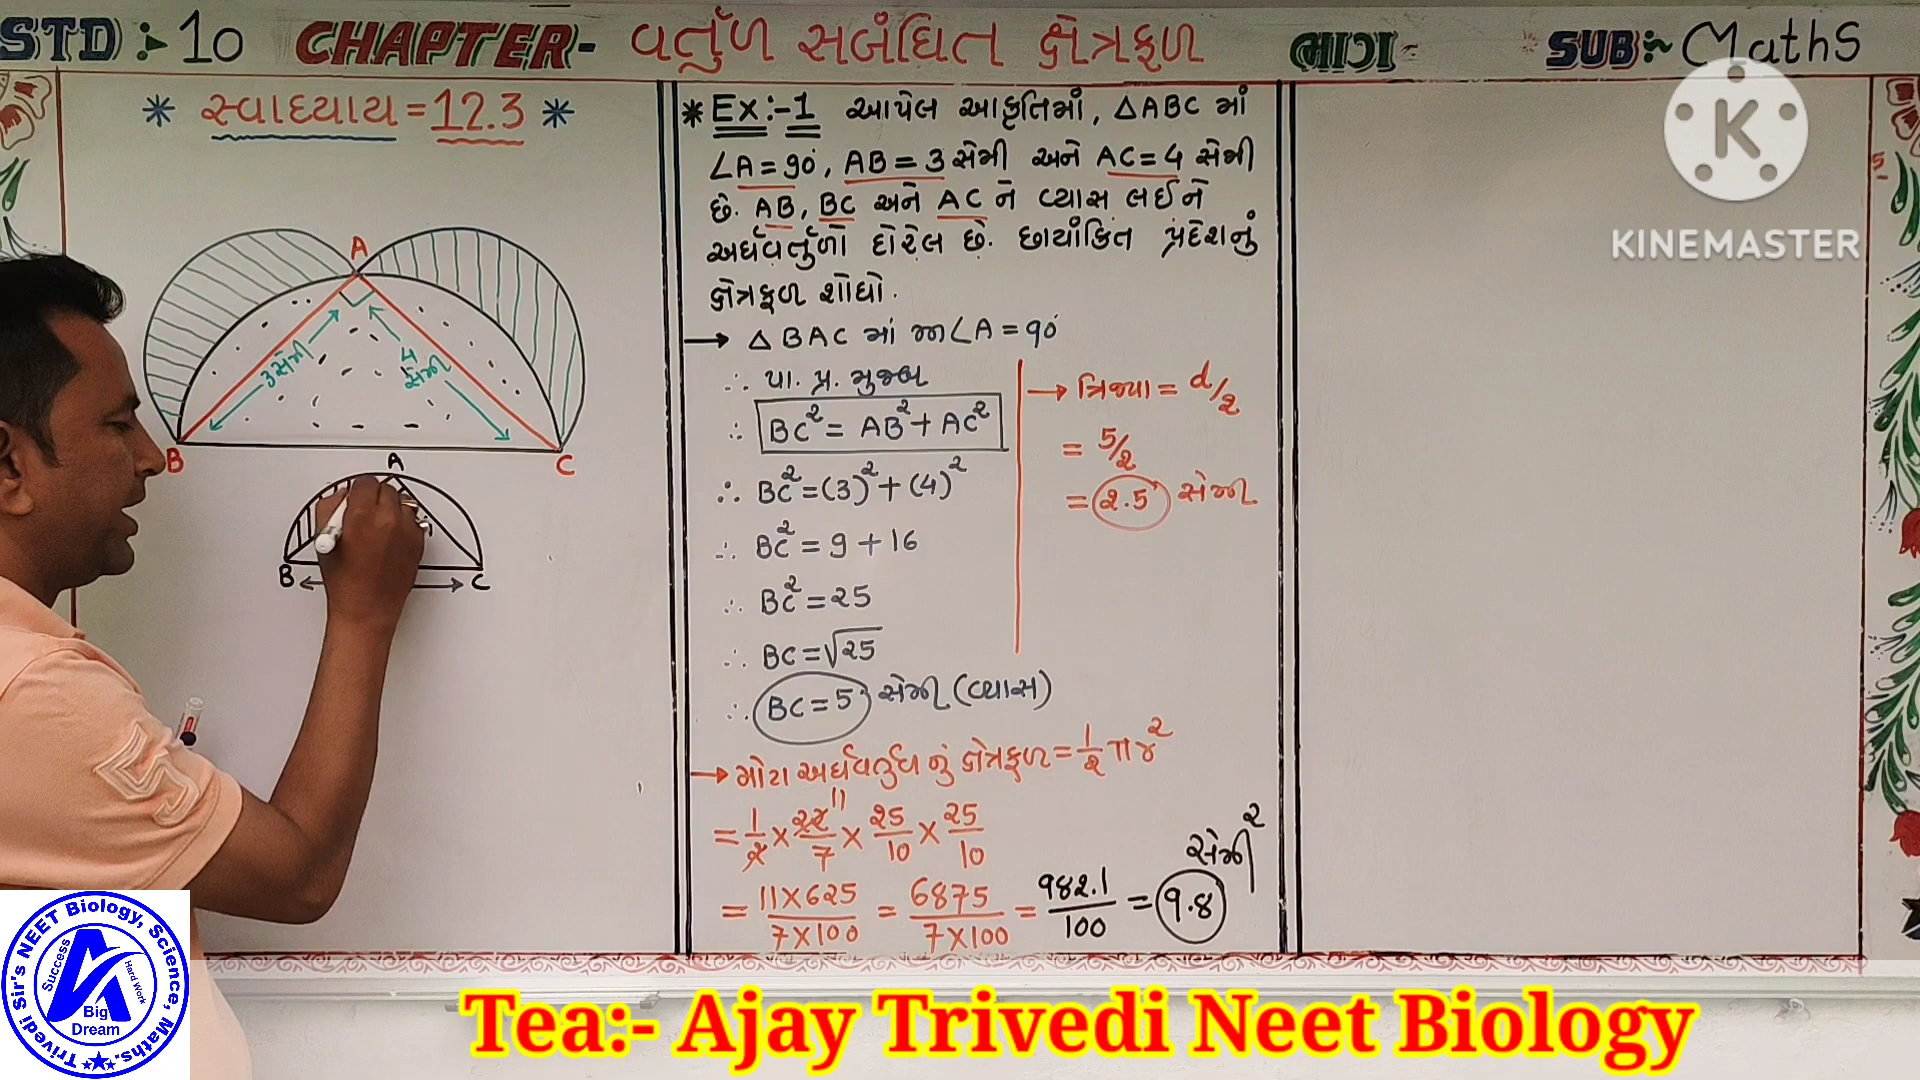 STD :- 10 CHAPTER- વર્તુળ સબંધિત ક્ષેત્રફળ ભાગ - SUB:- Maths
* સ્વાધ્યાય = 12.3 *
A
3 સેમી
4 સેમી
B
C
A
B
C
* Ex:-1 આપેલ આકૃતિમાં, △ABC માં
∠A = 90°, AB = 3 સેમી અને AC = 4 સેમી
છે. AB, BC અને AC ને વ્યાસ લઈને
અર્ધવર્તુળો દોરેલ છે. છાયાંકિત પ્રદેશનું
ક્ષેત્રફળ શોધો.
→ △ BAC માં ∠A = 90°
∴ પા. પ્ર. મુજબ
∴ BC² = AB² + AC²
∴ BC² = (3)² + (4)²
∴ BC² = 9 + 16
∴ BC² = 25
∴ BC = √25
∴ BC = 5 સેમી (વ્યાસ)
→ ત્રિજ્યા = d/2
= 5/2
= 2.5 સેમી
→ મોટા અર્ધવર્તુળ નું ક્ષેત્રફળ = 1/2 πr²
= 1/2 × 22/7 × 25/10 × 25/10
11
= 11×625/7×100 = 6875/7×100 = 982.1/100 = 9.8 સેમી²
KINEMASTER
K
5
Trivedi Sir's NEET Biology, Science, Maths.
Success
Hard Work
Big
Dream
Tea:- Ajay Trivedi Neet Biology